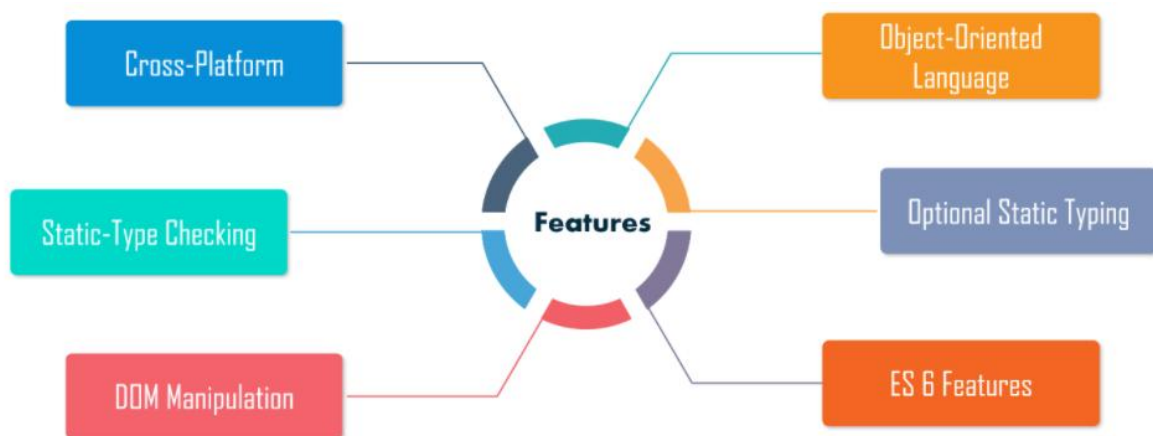 Cross-Platform
Object-Oriented
Language
Static-Type Checking
Features
Optional Static Typing
DOM Manipulation
ES 6 Features